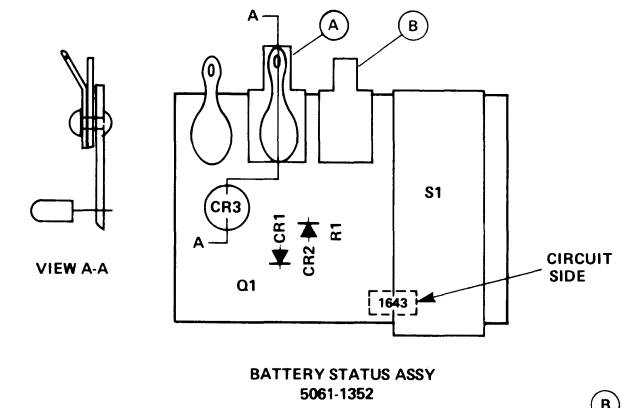 A
A
B
S1
CR3
A
CR1
CR2
R1
Q1
1643
CIRCUIT
SIDE
VIEW A-A
BATTERY STATUS ASSY
5061-1352
B